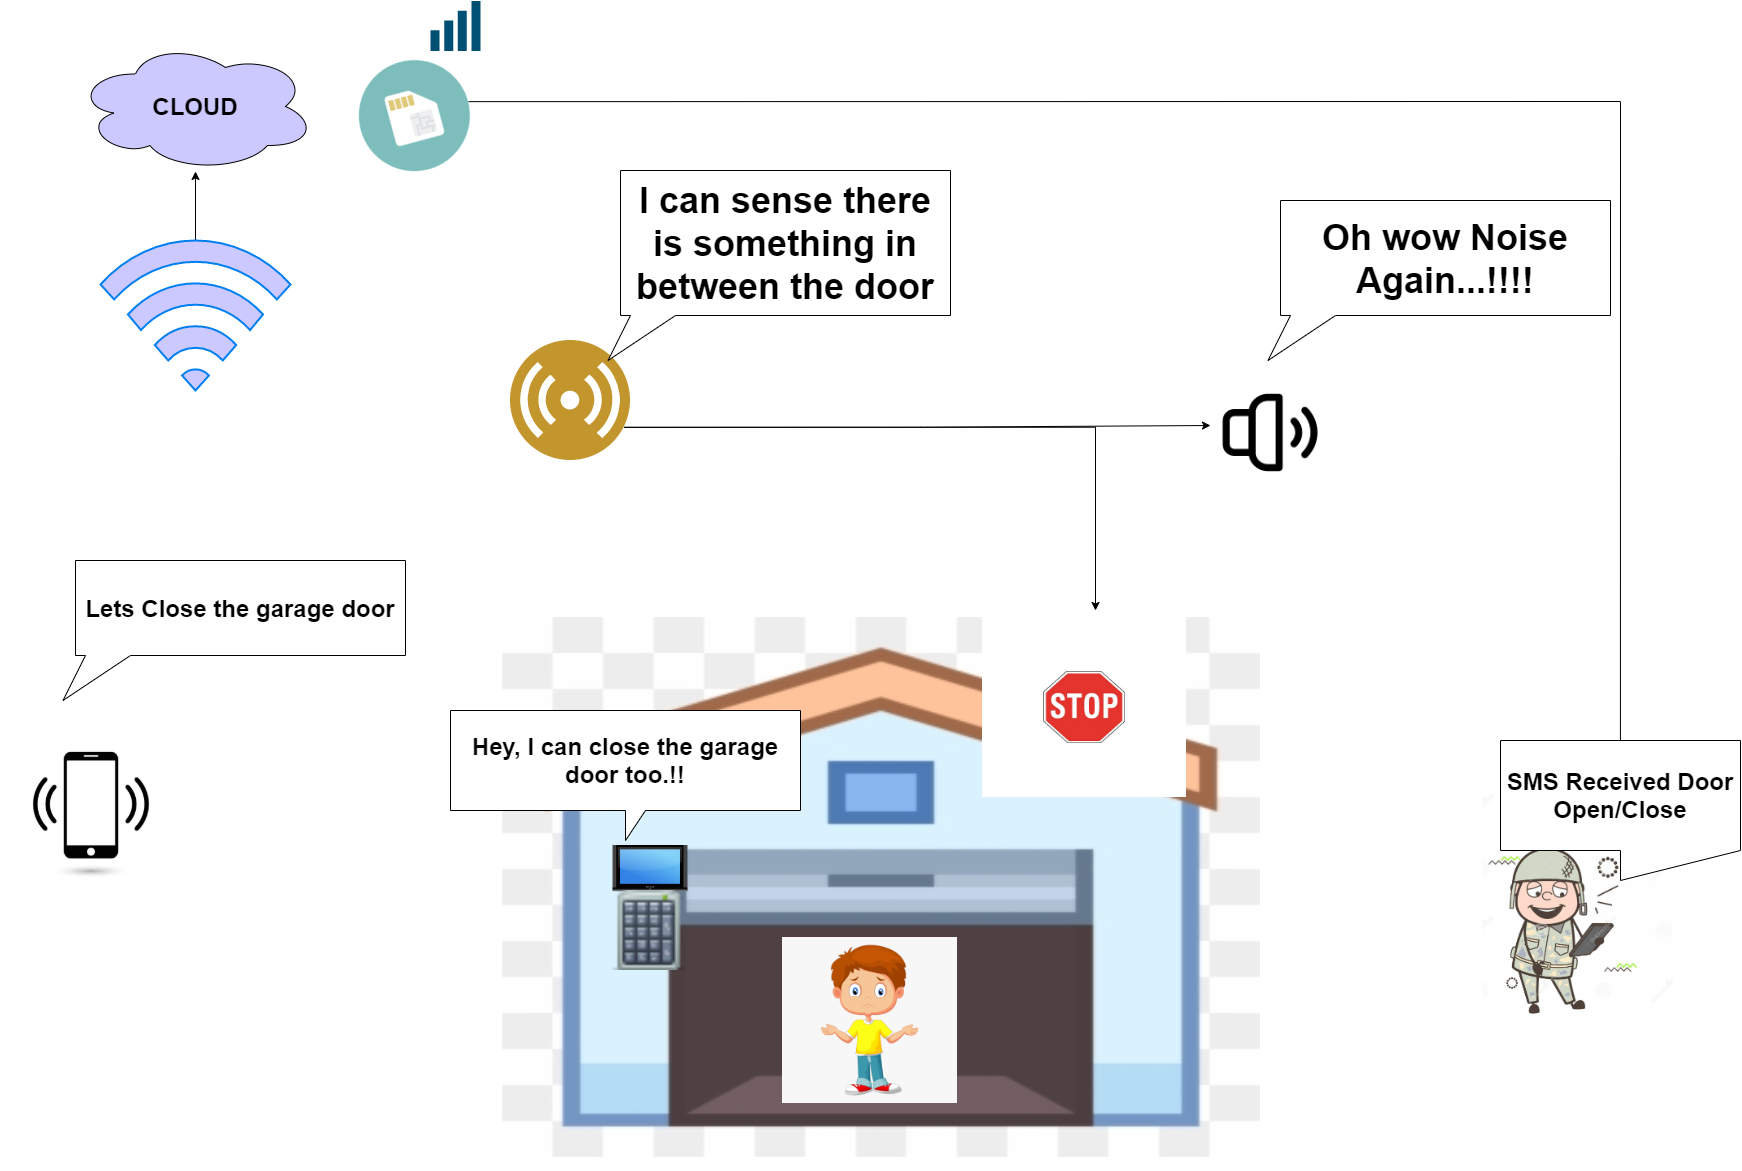 CLOUD
I can sense there
is something in
between the door
Oh wow Noise
Again...!!!!
Lets Close the garage door
Hey, I can close the garage
door too.!!
STOP
SMS Received Door
Open/Close